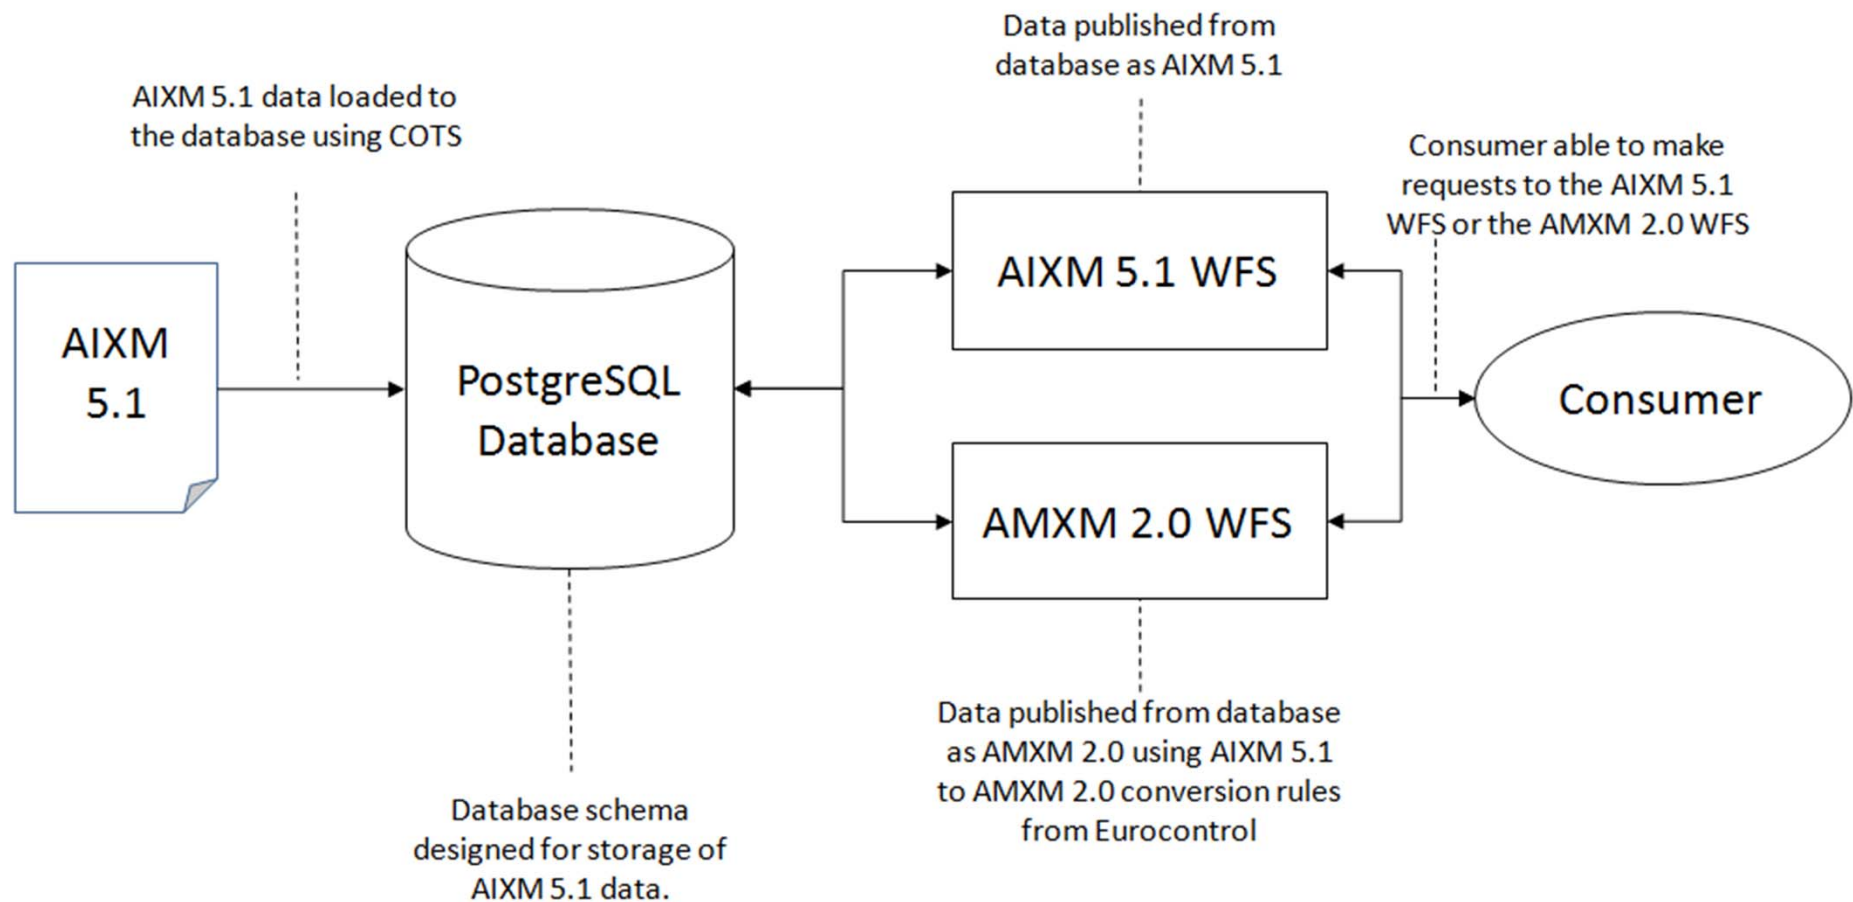 Data published from
database as AIXM 5.1
AIXM 5.1 data loaded to
the database using COTS
Consumer able to make
requests to the AIXM 5.1
WFS or the AMXM 2.0 WFS
AIXM
5.1
PostgreSQL
Database
AIXM 5.1 WFS
AMXM 2.0 WFS
Consumer
Data published from database
as AMXM 2.0 using AIXM 5.1
to AMXM 2.0 conversion rules
from Eurocontrol
Database schema
designed for storage of
AIXM 5.1 data.